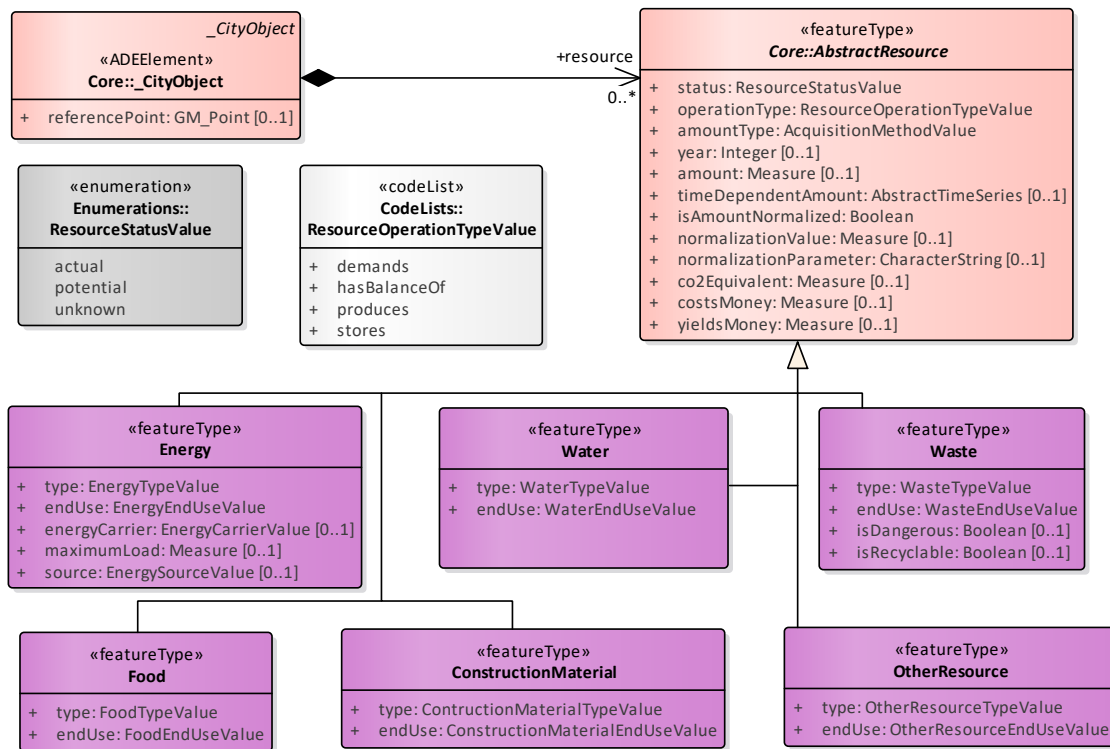 _CityObject
«ADEElement»
Core::_CityObject
+ referencePoint: GM_Point [0..1]
+resource
0..*
«featureType»
Core::AbstractResource
+ status: ResourceStatusValue
+ operationType: ResourceOperationTypeValue
+ amountType: AcquisitionMethodValue
+ year: Integer [0..1]
+ amount: Measure [0..1]
+ timeDependentAmount: AbstractTimeSeries [0..1]
+ isAmountNormalized: Boolean
+ normalizationValue: Measure [0..1]
+ normalizationParameter: CharacterString [0..1]
+ co2Equivalent: Measure [0..1]
+ costsMoney: Measure [0..1]
+ yieldsMoney: Measure [0..1]
«enumeration»
Enumerations::
ResourceStatusValue
actual
potential
unknown
«codeList»
CodeLists::
ResourceOperationTypeValue
+ demands
+ hasBalanceOf
+ produces
+ stores
«featureType»
Energy
+ type: EnergyTypeValue
+ endUse: EnergyEndUseValue
+ energyCarrier: EnergyCarrierValue [0..1]
+ maximumLoad: Measure [0..1]
+ source: EnergySourceValue [0..1]
«featureType»
Water
+ type: WaterTypeValue
+ endUse: WaterEndUseValue
«featureType»
Waste
+ type: WasteTypeValue
+ endUse: WasteEndUseValue
+ isDangerous: Boolean [0..1]
+ isRecyclable: Boolean [0..1]
«featureType»
Food
+ type: FoodTypeValue
+ endUse: FoodEndUseValue
«featureType»
ConstructionMaterial
+ type: ContructionMaterialTypeValue
+ endUse: ConstructionMaterialEndUseValue
«featureType»
OtherResource
+ type: OtherResourceTypeValue
+ endUse: OtherResourceEndUseValue